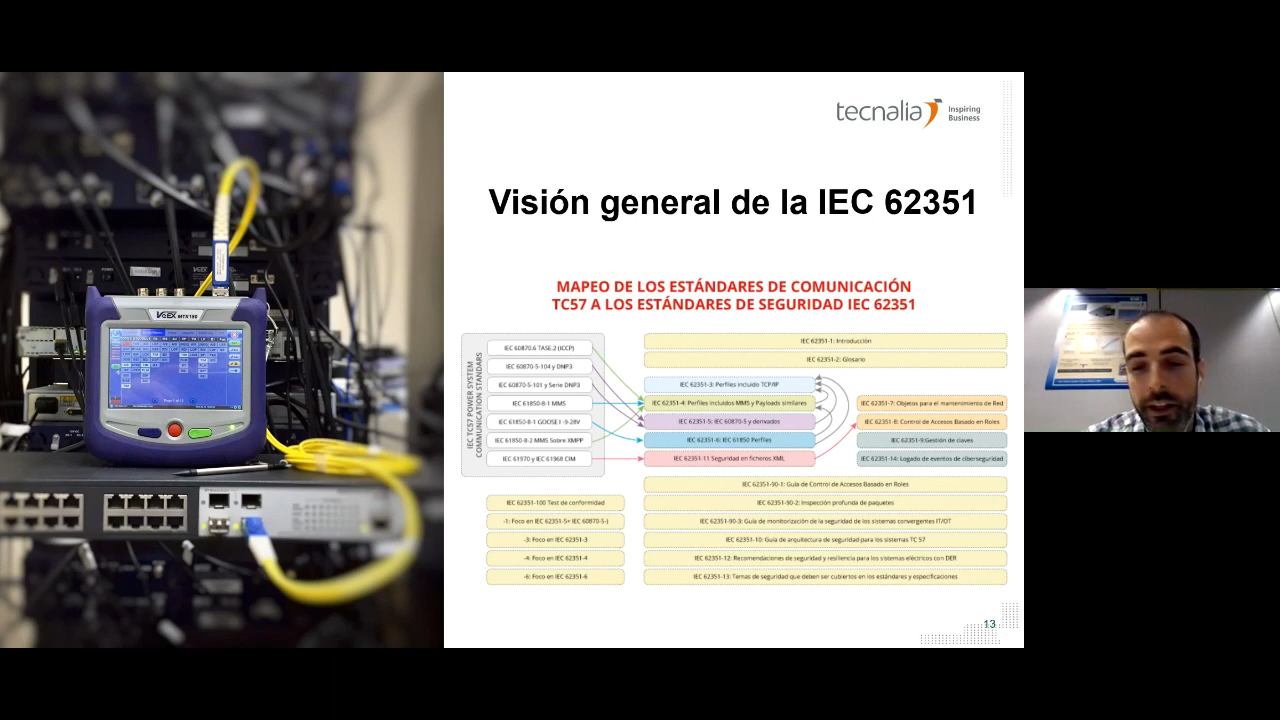 tecnalia Inspiring
Business
Visión general de la IEC 62351
MAPEO DE LOS ESTÁNDARES DE COMUNICACIÓN
TC57 A LOS ESTÁNDARES DE SEGURIDAD IEC 62351
IEC TC57 POWER SYSTEM
COMMUNICATION STANDARS
IEC 60870.6 TASE.2 (ICCP)
IEC 60870-5-104 y DNP3
IEC 60870-5-101 y Serie DNP3
IEC 61850-8-1 MMS
IEC 61850-8-1 GOOSE I -9-28V
IEC 61850-8-2 MMS Sobre XMPP
IEC 61970 y IEC 61968 CIM
IEC 62351-1: Introducción
IEC 62351-2: Glosario
IEC 62351-3: Perfiles incluido TCP/IP
IEC 62351-4: Perfiles incluidos MMS y Payloads similares
IEC 62351-5: IEC 60870-5 y derivados
IEC 62351-6: IEC 61850 Perfiles
IEC 62351-11 Seguridad en ficheros XML
IEC 62351-7: Objetos para el mantenimiento de Red
IEC 62351-8: Control de Accesos Basado en Roles
IEC 62351-9:Gestión de claves
IEC 62351-14: Logado de eventos de ciberseguridad
IEC 62351-90-1: Guía de Control de Accesos Basado en Roles
IEC 62351-90-2: Inspección profunda de paquetes
IEC 62351-90-3: Guía de monitorización de la seguridad de los sistemas convergentes IT/OT
IEC 62351-10: Guía de arquitectura de seguridad para los sistemas TC 57
IEC 62351-12: Recomendaciones de seguridad y resiliencia para los sistemas eléctricos con DER
IEC 62351-13: Temas de seguridad que deben ser cubiertos en los estándares y especificaciones
IEC 62351-100 Test de conformidad
-1: Foco en IEC 62351-5+ IEC 60870-5-)
-3: Foco en IEC 62351-3
-4: Foco en IEC 62351-4
-6: Foco en IEC 62351-6
13
VeEX MTX150